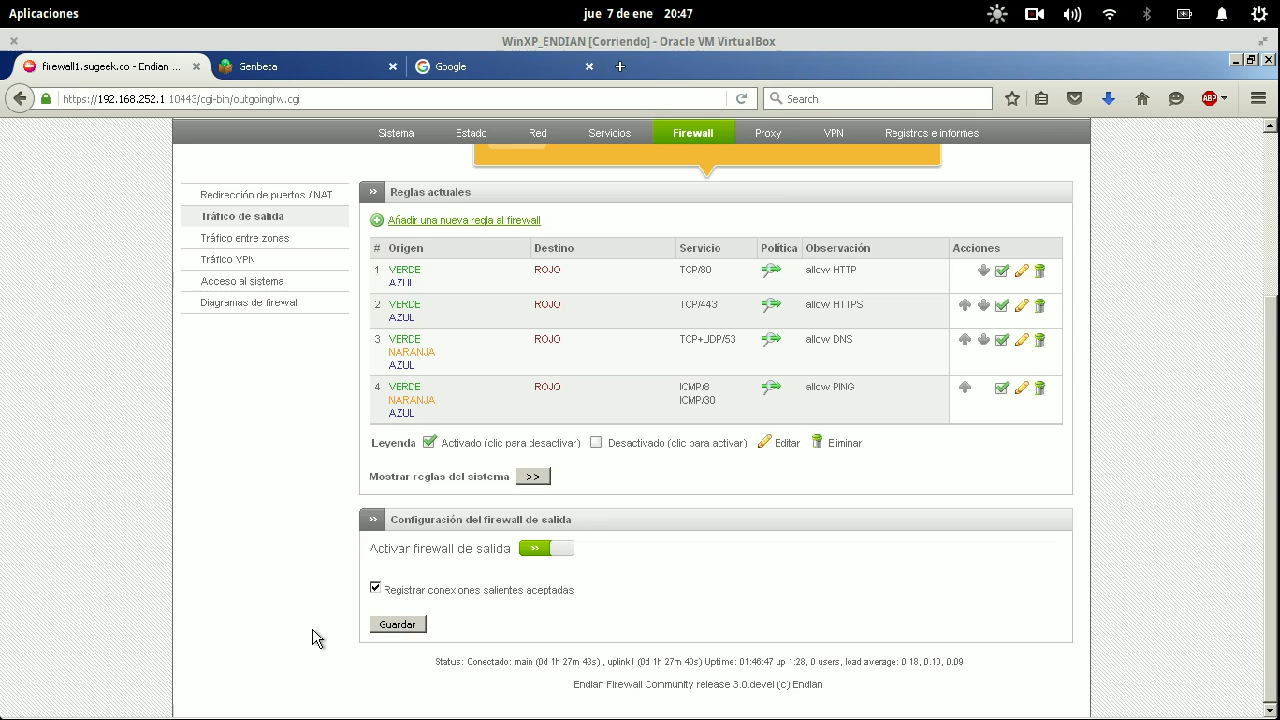 Aplicaciones jue 7 de ene 20:47
WinXP_ENDIAN [Corriendo] - Oracle VM VirtualBox
firewall1.sugeek.co - Endian ... Genbeta Google
https://192.168.252.1:10443/cgi-bin/outgoingfw.cgi Search ABP
Sistema Estado Red Servicios Firewall Proxy VPN Registros e informes
Redirección de puertos / NAT
Tráfico de salida
Tráfico entre zonas
Tráfico VPN
Acceso al sistema
Diagramas de firewall
>> Reglas actuales
Añadir una nueva regla al firewall
# Origen Destino Servicio Política Observación Acciones
1 VERDE ROJO TCP/80 allow HTTP
AZUL
2 VERDE ROJO TCP/443 allow HTTPS
AZUL
3 VERDE ROJO TCP+UDP/53 allow DNS
NARANJA
AZUL
4 VERDE ROJO ICMP/8 allow PING
NARANJA ICMP/30
AZUL
Leyenda Activado (clic para desactivar) Desactivado (clic para activar) Editar Eliminar
Mostrar reglas del sistema >>
>> Configuración del firewall de salida
Activar firewall de salida >>
Registrar conexiones salientes aceptadas
Guardar
Status: Conectado: main (0d 1h 27m 43s) , uplink1 (0d 1h 27m 43s) Uptime: 01:46:47 up 1:28, 0 users, load average: 0.18, 0.13, 0.09
Endian Firewall Community release 3.0.devel (c) Endian